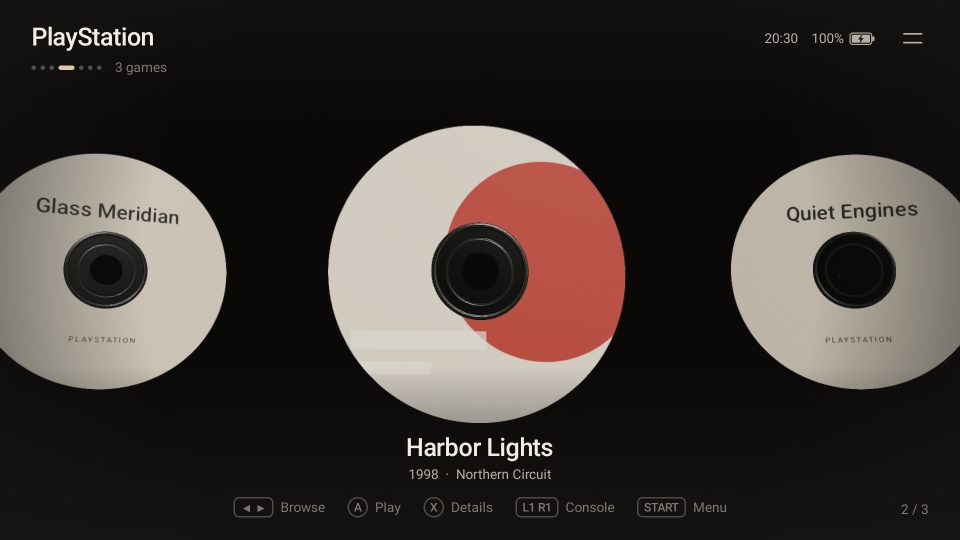 PlayStation
20:30 100%
3 games
Glass Meridian
Quiet Engines
PLAYSTATION
PLAYSTATION
Harbor Lights
1998 · Northern Circuit
◄ ► Browse A Play X Details L1 R1 Console START Menu
2 / 3